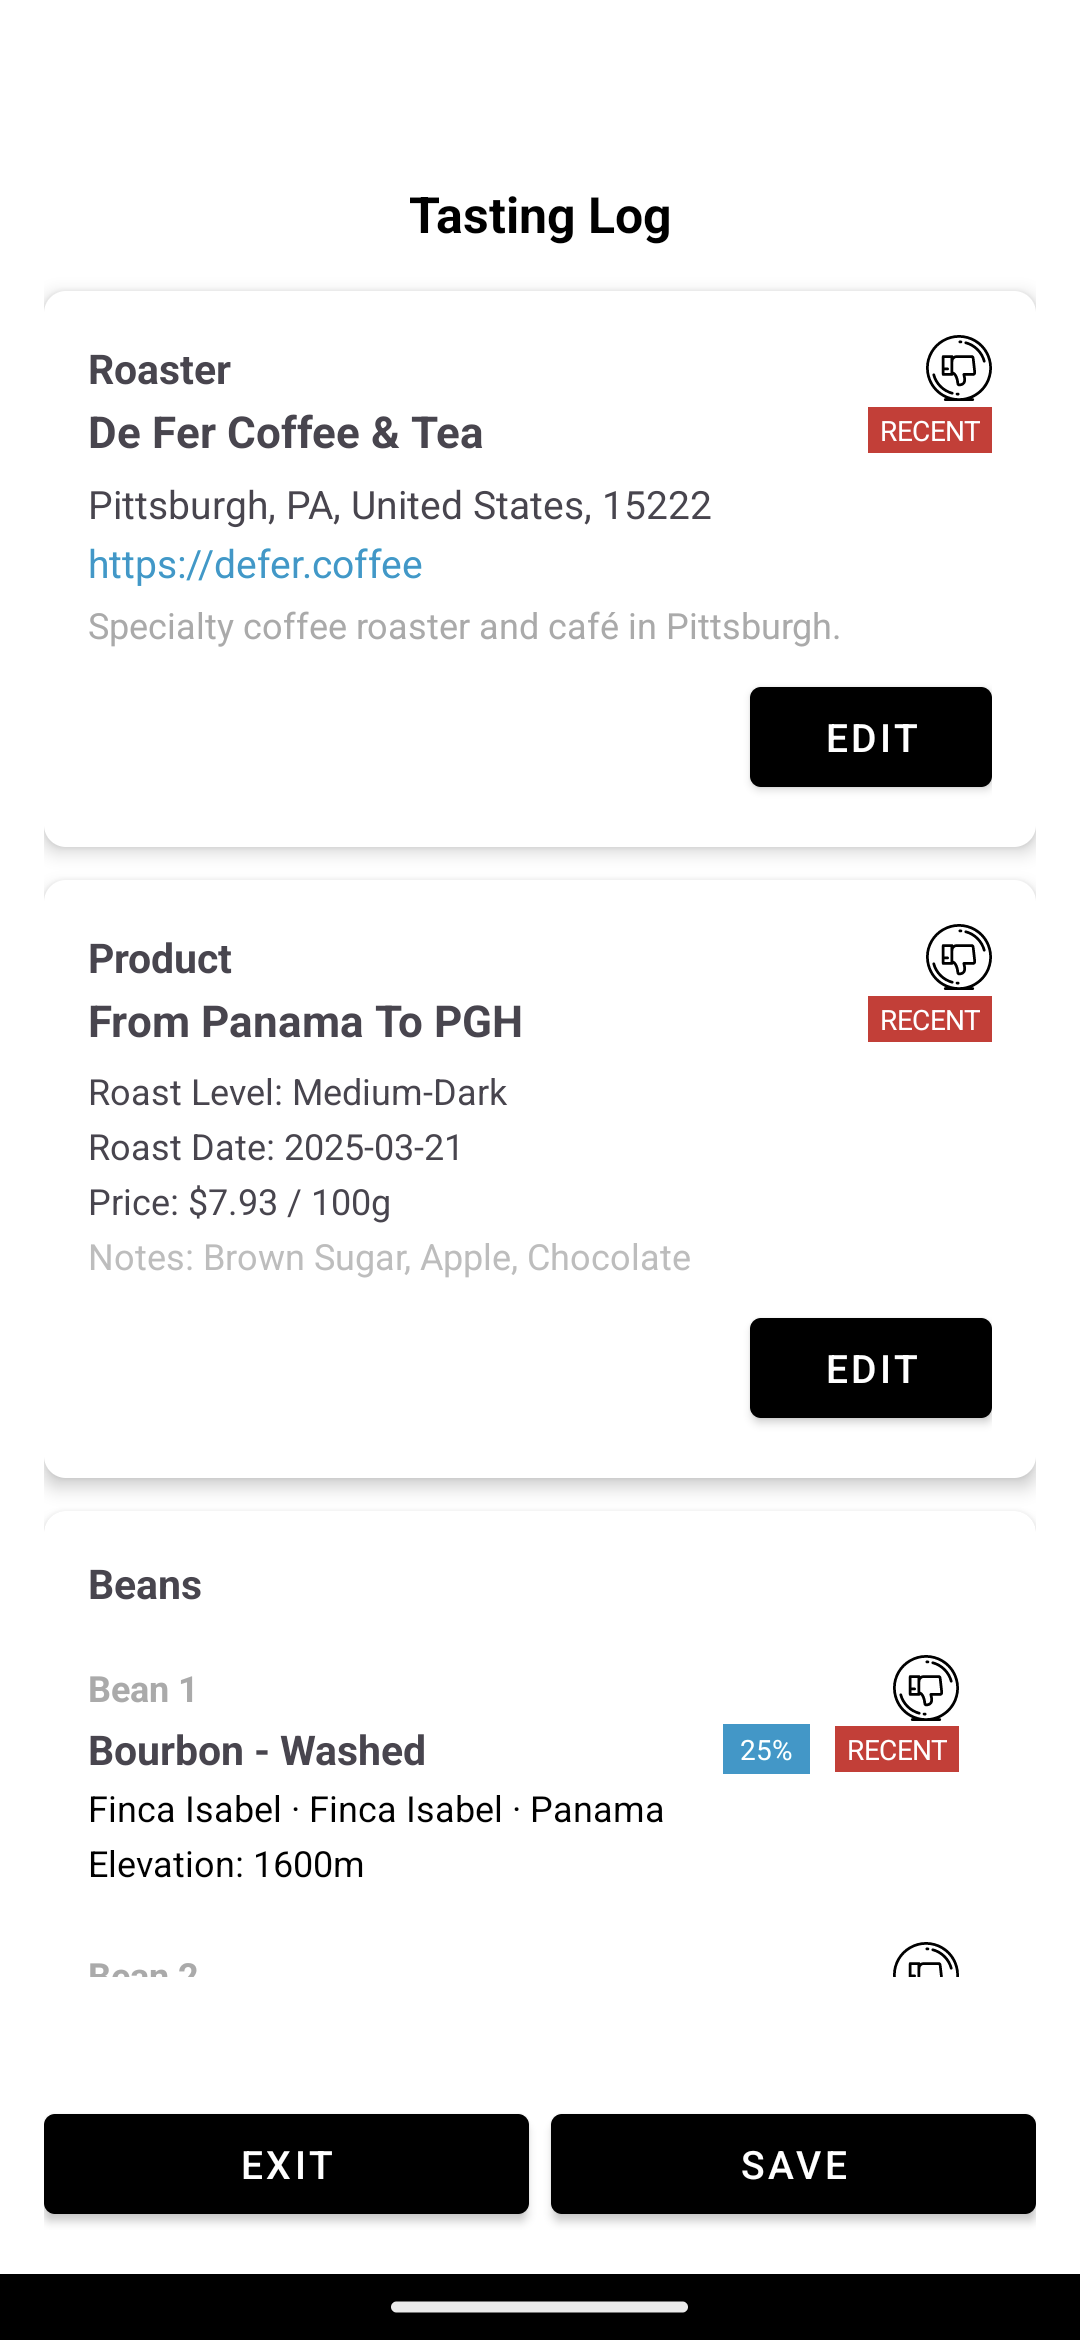 Tasting Log
Roaster
De Fer Coffee & Tea
RECENT
Pittsburgh, PA, United States, 15222
https://defer.coffee
Specialty coffee roaster and café in Pittsburgh.
EDIT
Product
From Panama To PGH
RECENT
Roast Level: Medium-Dark
Roast Date: 2025-03-21
Price: $7.93 / 100g
Notes: Brown Sugar, Apple, Chocolate
EDIT
Beans
Bean 1
Bourbon - Washed
25%
RECENT
Finca Isabel · Finca Isabel · Panama
Elevation: 1600m
Bean 2
EXIT
SAVE